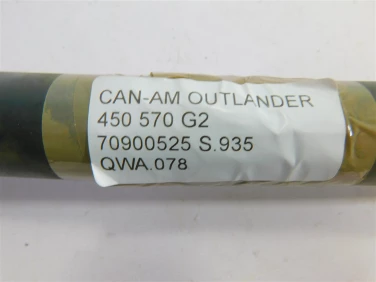 CAN-AM OUTLANDER
450 570 G2
70900525 S.935
QWA.078